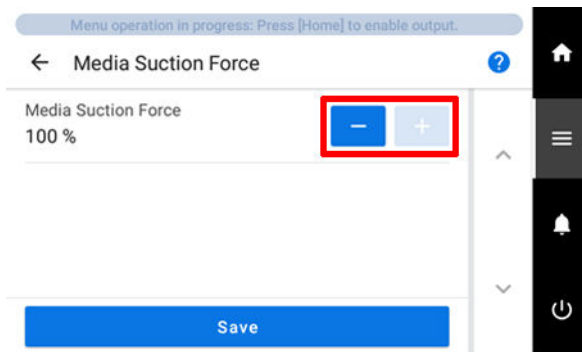 Menu operation in progress: Press [Home] to enable output.
← Media Suction Force ?
Media Suction Force
100 %
− +
Save